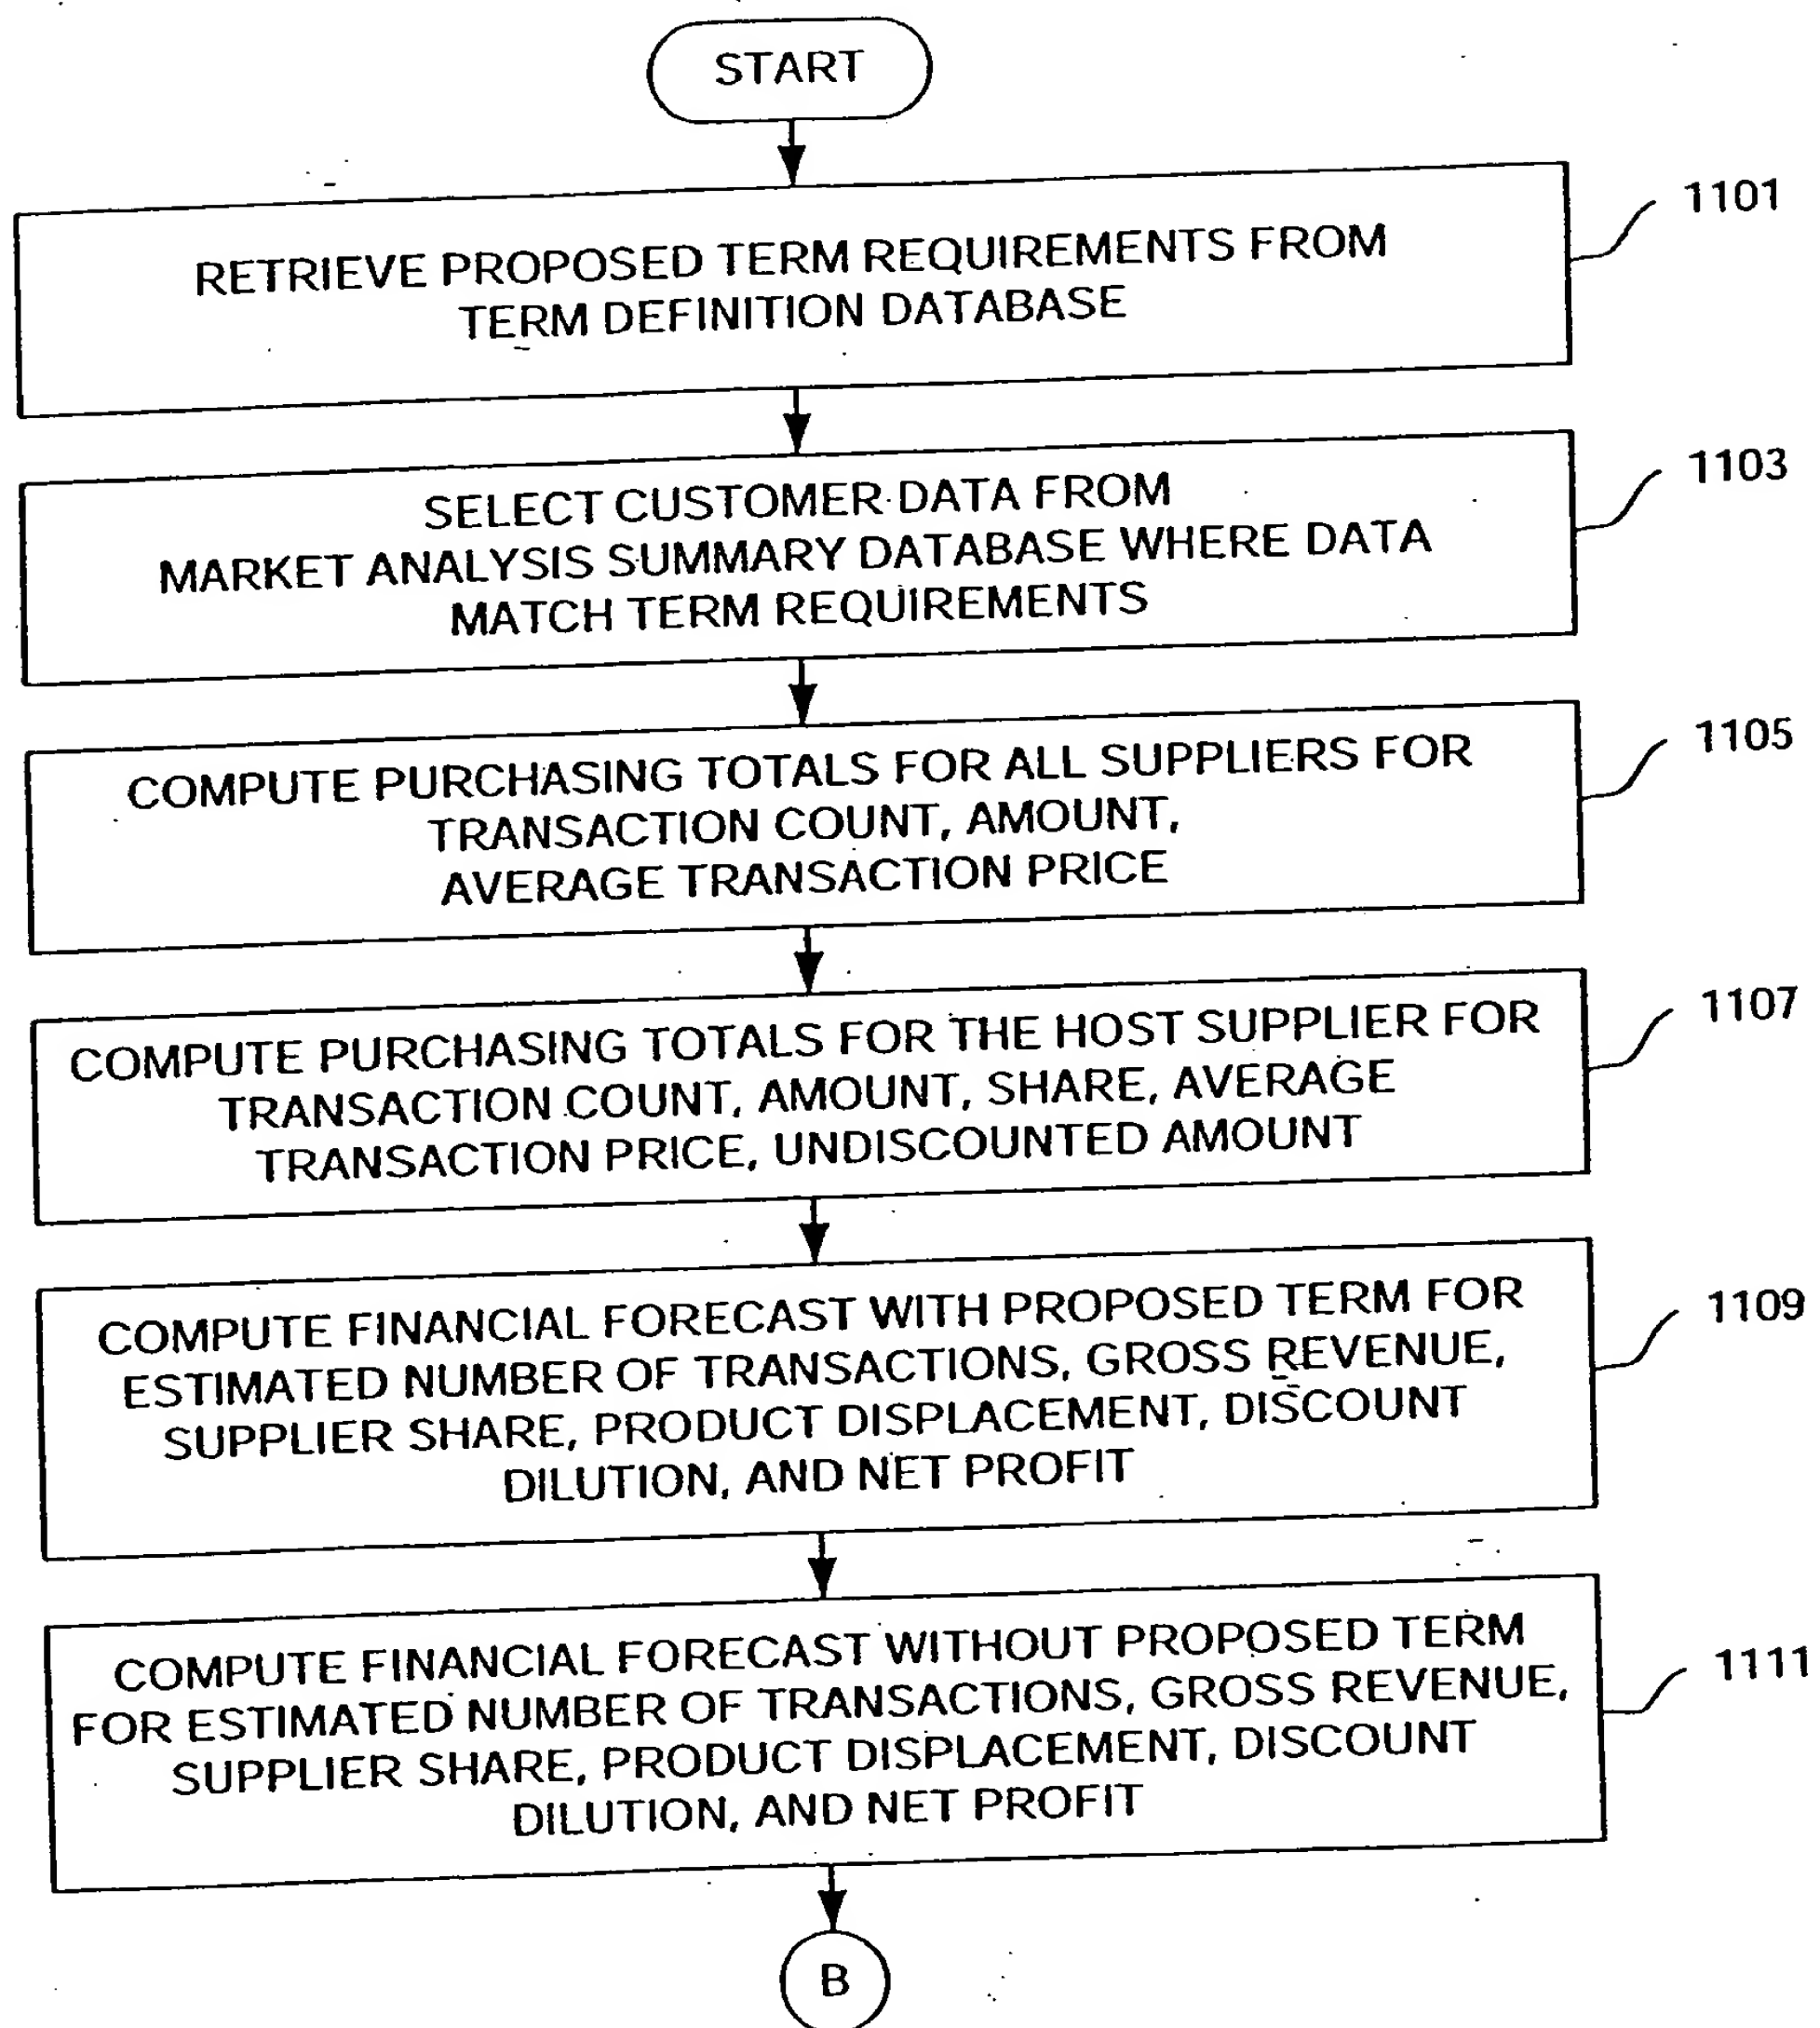 START
1101
RETRIEVE PROPOSED TERM REQUIREMENTS FROM
TERM DEFINITION DATABASE
1103
SELECT CUSTOMER DATA FROM
MARKET ANALYSIS SUMMARY DATABASE WHERE DATA
MATCH TERM REQUIREMENTS
1105
COMPUTE PURCHASING TOTALS FOR ALL SUPPLIERS FOR
TRANSACTION COUNT, AMOUNT,
AVERAGE TRANSACTION PRICE
1107
COMPUTE PURCHASING TOTALS FOR THE HOST SUPPLIER FOR
TRANSACTION COUNT, AMOUNT, SHARE, AVERAGE
TRANSACTION PRICE, UNDISCOUNTED AMOUNT
1109
COMPUTE FINANCIAL FORECAST WITH PROPOSED TERM FOR
ESTIMATED NUMBER OF TRANSACTIONS, GROSS REVENUE,
SUPPLIER SHARE, PRODUCT DISPLACEMENT, DISCOUNT
DILUTION, AND NET PROFIT
1111
COMPUTE FINANCIAL FORECAST WITHOUT PROPOSED TERM
FOR ESTIMATED NUMBER OF TRANSACTIONS, GROSS REVENUE,
SUPPLIER SHARE, PRODUCT DISPLACEMENT, DISCOUNT
DILUTION, AND NET PROFIT
B